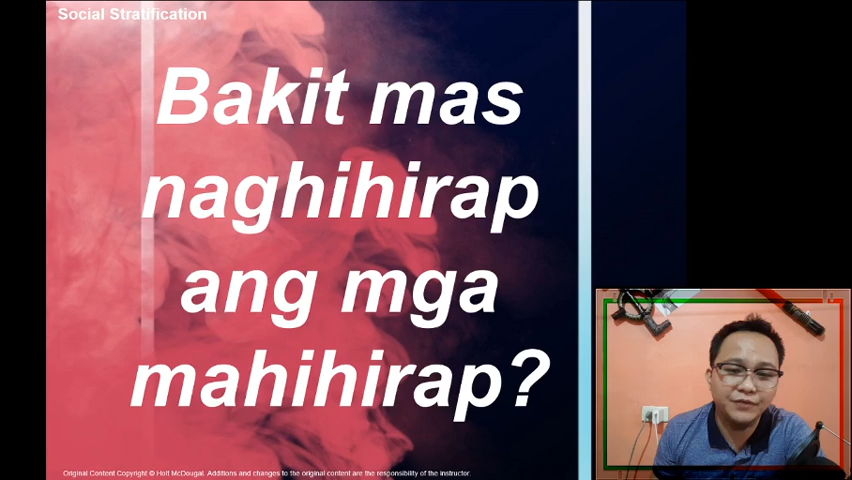 Social Stratification
Bakit mas
naghihirap
ang mga
mahihirap?
Original Content Copyright © Holt McDougal. Additions and changes to the original content are the responsibility of the instructor.